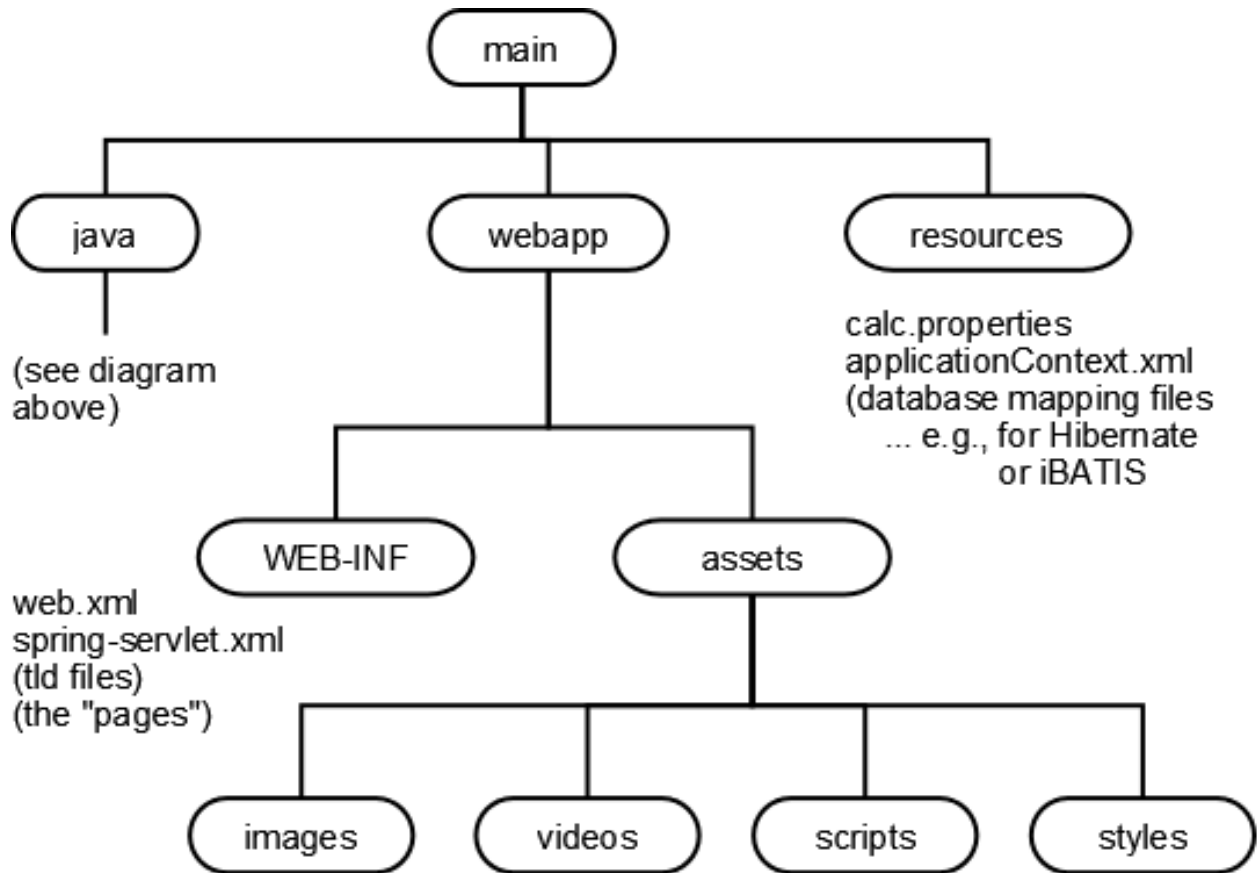 main
java
webapp
resources
(see diagram
above)
calc.properties
applicationContext.xml
(database mapping files
... e.g., for Hibernate
or iBATIS
WEB-INF
assets
web.xml
spring-servlet.xml
(tld files)
(the "pages")
images
videos
scripts
styles